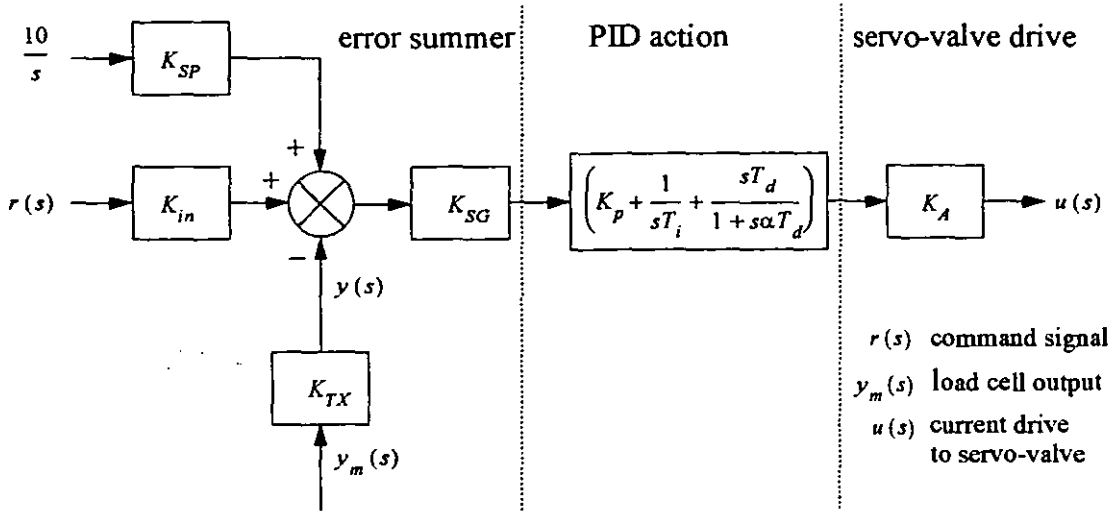 error summer PID action servo-valve drive
10/s K_SP
+
r(s) K_in + K_SG (K_p + 1/(sT_i) + sT_d/(1 + sαT_d)) K_A u(s)
−
y(s)
K_TX
y_m(s)
r(s) command signal
y_m(s) load cell output
u(s) current drive
to servo-valve